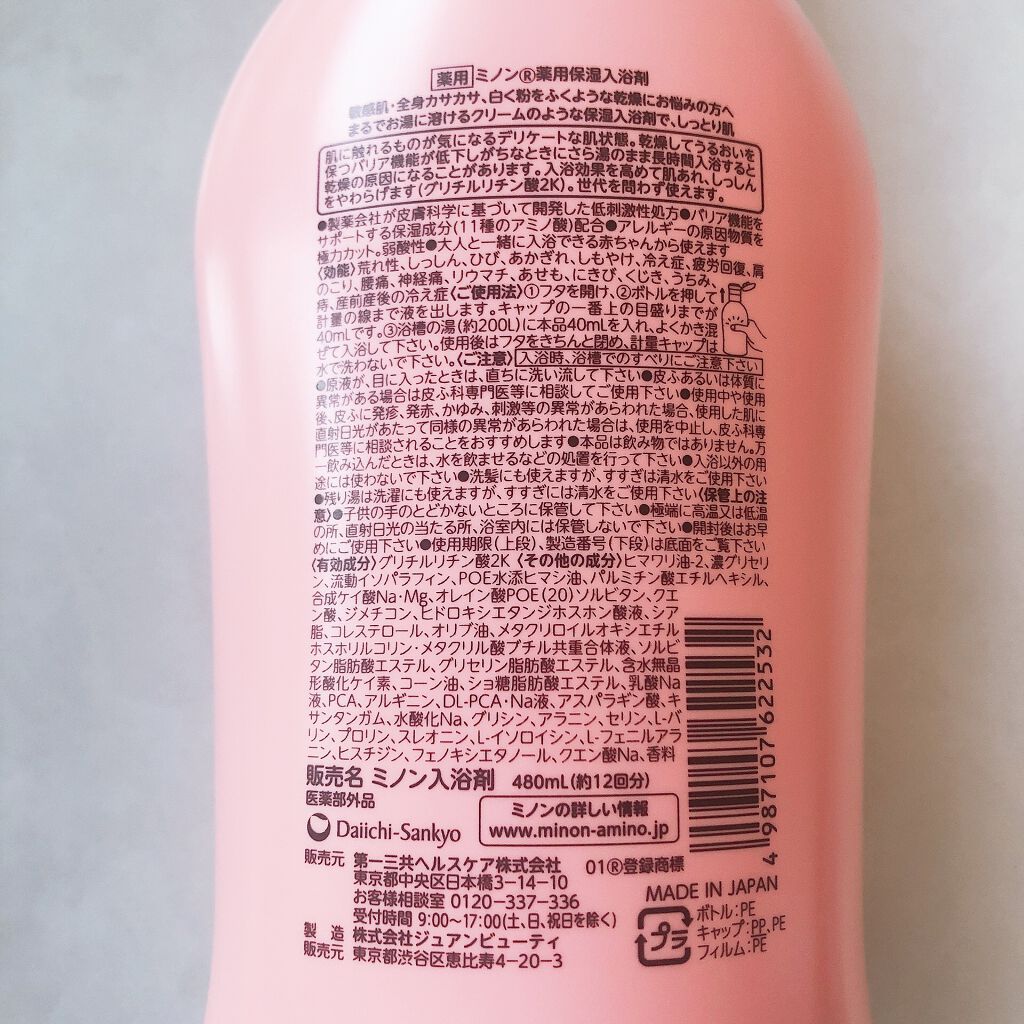 薬用 ミノン®薬用保湿入浴剤
敏感肌・全身カサカサ、白く粉をふくような乾燥にお悩みの方へ
まるでお湯に溶けるクリームのような保湿入浴剤で、しっとり肌
肌に触れるものが気になるデリケートな肌状態。乾燥してうるおいを
保つバリア機能が低下しがちなときにさら湯のまま長時間入浴すると
乾燥の原因になることがあります。入浴効果を高めて肌あれ、しっしん
をやわらげます(グリチルリチン酸2K)。世代を問わず使えます。
●製薬会社が皮膚科学に基づいて開発した低刺激性処方●バリア機能を
サポートする保湿成分(11種のアミノ酸)配合●アレルギーの原因物質を
極力カット。弱酸性●大人と一緒に入浴できる赤ちゃんから使えます
〈効能〉荒れ性、しっしん、ひび、あかぎれ、しもやけ、冷え症、疲労回復、肩
のこり、腰痛、神経痛、リウマチ、あせも、にきび、くじき、うちみ、
痔、産前産後の冷え症〈ご使用法〉①フタを開け、②ボトルを押して
計量の線まで液を出します。キャップの一番上の目盛りまでが
40mLです。③浴槽の湯(約200L)に本品40mLを入れ、よくかき混
ぜて入浴して下さい。使用後はフタをきちんと閉め、計量キャップは
水で洗わないで下さい。〈ご注意〉入浴時、浴槽でのすべりにご注意下さい
●原液が、目に入ったときは、直ちに洗い流して下さい●皮ふあるいは体質に
異常がある場合は皮ふ科専門医等に相談してご使用下さい●使用中や使用
後、皮ふに発疹、発赤、かゆみ、刺激等の異常があらわれた場合、使用した肌に
直射日光があたって同様の異常があらわれた場合は、使用を中止し、皮ふ科専
門医等に相談されることをおすすめします●本品は飲み物ではありません。万
一飲み込んだときは、水を飲ませるなどの処置を行って下さい●入浴以外の用
途には使わないで下さい●洗髪にも使えますが、すすぎは清水をご使用下さい
●残り湯は洗濯にも使えますが、すすぎには清水をご使用下さい〈保管上の注
意〉●子供の手のとどかないところに保管して下さい●極端に高温又は低温
の所、直射日光の当たる所、浴室内には保管しないで下さい●開封後はお早
めにご使用下さい●使用期限(上段)、製造番号(下段)は底面をご覧下さい
〈有効成分〉グリチルリチン酸2K〈その他の成分〉ヒマワリ油-2、濃グリセリ
ン、流動イソパラフィン、POE水添ヒマシ油、パルミチン酸エチルヘキシル、
合成ケイ酸Na・Mg、オレイン酸POE(20)ソルビタン、クエ
ン酸、ジメチコン、ヒドロキシエタンジホスホン酸液、シア
脂、コレステロール、オリブ油、メタクリロイルオキシエチル
ホスホリルコリン・メタクリル酸ブチル共重合体液、ソルビ
タン脂肪酸エステル、グリセリン脂肪酸エステル、含水無晶
形酸化ケイ素、コーン油、ショ糖脂肪酸エステル、乳酸Na
液、PCA、アルギニン、DL-PCA・Na液、アスパラギン酸、キ
サンタンガム、水酸化Na、グリシン、アラニン、セリン、L-バ
リン、プロリン、スレオニン、L-イソロイシン、L-フェニルアラ
ニン、ヒスチジン、フェノキシエタノール、クエン酸Na、香料
販売名 ミノン入浴剤 480mL(約12回分)
医薬部外品
ミノンの詳しい情報
www.minon-amino.jp
Daiichi-Sankyo
4 987107 622532
販売元 第一三共ヘルスケア株式会社 01®登録商標
東京都中央区日本橋3-14-10
お客様相談室 0120-337-336
受付時間 9:00〜17:00(土、日、祝日を除く)
製造 株式会社ジュアンビューティ
販売元 東京都渋谷区恵比寿4-20-3
MADE IN JAPAN
プラ
ボトル:PE
キャップ:PP、PE
フィルム:PE